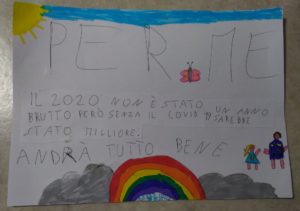 PER ME
IL 2020 NON È STATO UN ANNO
BRUTTO PERÒ SENZA IL COVID 19 SAREBBE
STATO MIGLIORE.
ANDRÀ TUTTO BENE